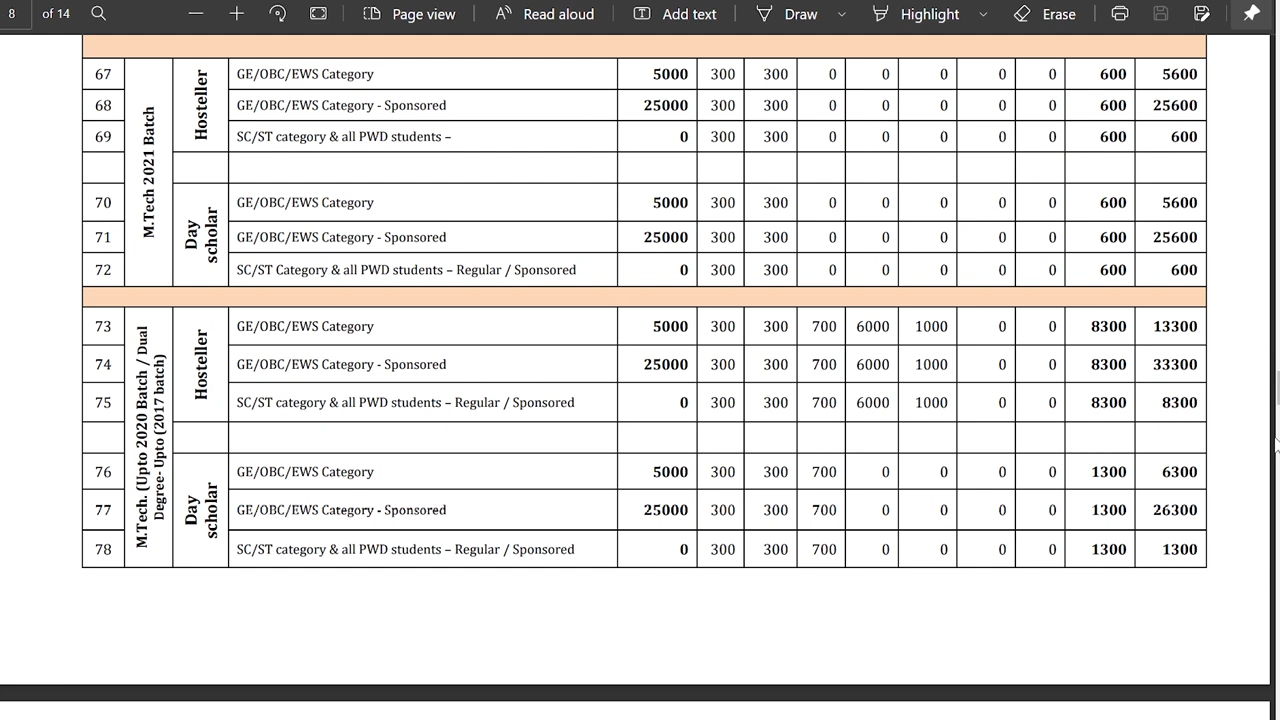 8 of 14 Page view Read aloud Add text Draw Highlight Erase
M.Tech 2021 Batch
Hosteller
67 GE/OBC/EWS Category 5000 300 300 0 0 0 0 0 600 5600
68 GE/OBC/EWS Category - Sponsored 25000 300 300 0 0 0 0 0 600 25600
69 SC/ST category & all PWD students – 0 300 300 0 0 0 0 0 600 600
Day
scholar
70 GE/OBC/EWS Category 5000 300 300 0 0 0 0 0 600 5600
71 GE/OBC/EWS Category - Sponsored 25000 300 300 0 0 0 0 0 600 25600
72 SC/ST Category & all PWD students – Regular / Sponsored 0 300 300 0 0 0 0 0 600 600
M.Tech. (Upto 2020 Batch / Dual
Degree- Upto (2017 batch)
Hosteller
73 GE/OBC/EWS Category 5000 300 300 700 6000 1000 0 0 8300 13300
74 GE/OBC/EWS Category - Sponsored 25000 300 300 700 6000 1000 0 0 8300 33300
75 SC/ST category & all PWD students – Regular / Sponsored 0 300 300 700 6000 1000 0 0 8300 8300
Day
scholar
76 GE/OBC/EWS Category 5000 300 300 700 0 0 0 0 1300 6300
77 GE/OBC/EWS Category - Sponsored 25000 300 300 700 0 0 0 0 1300 26300
78 SC/ST category & all PWD students – Regular / Sponsored 0 300 300 700 0 0 0 0 1300 1300